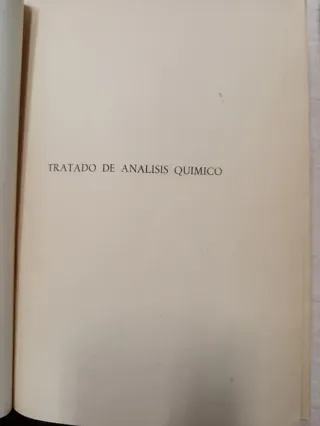 TRATADO DE ANALISIS QUIMICO